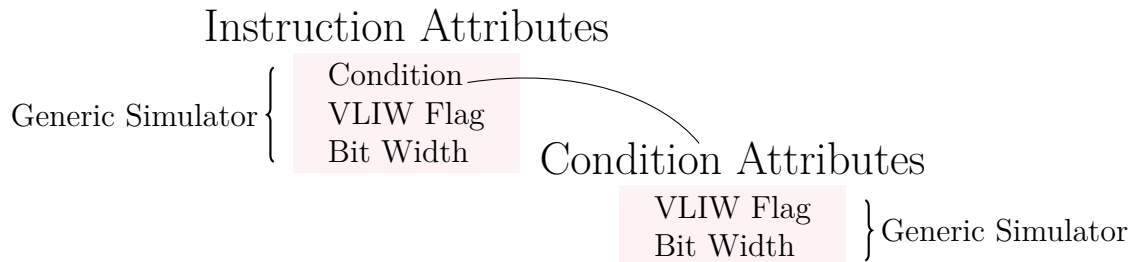 Instruction Attributes
Condition
Generic Simulator
VLIW Flag
Bit Width
Condition Attributes
VLIW Flag
Generic Simulator
Bit Width